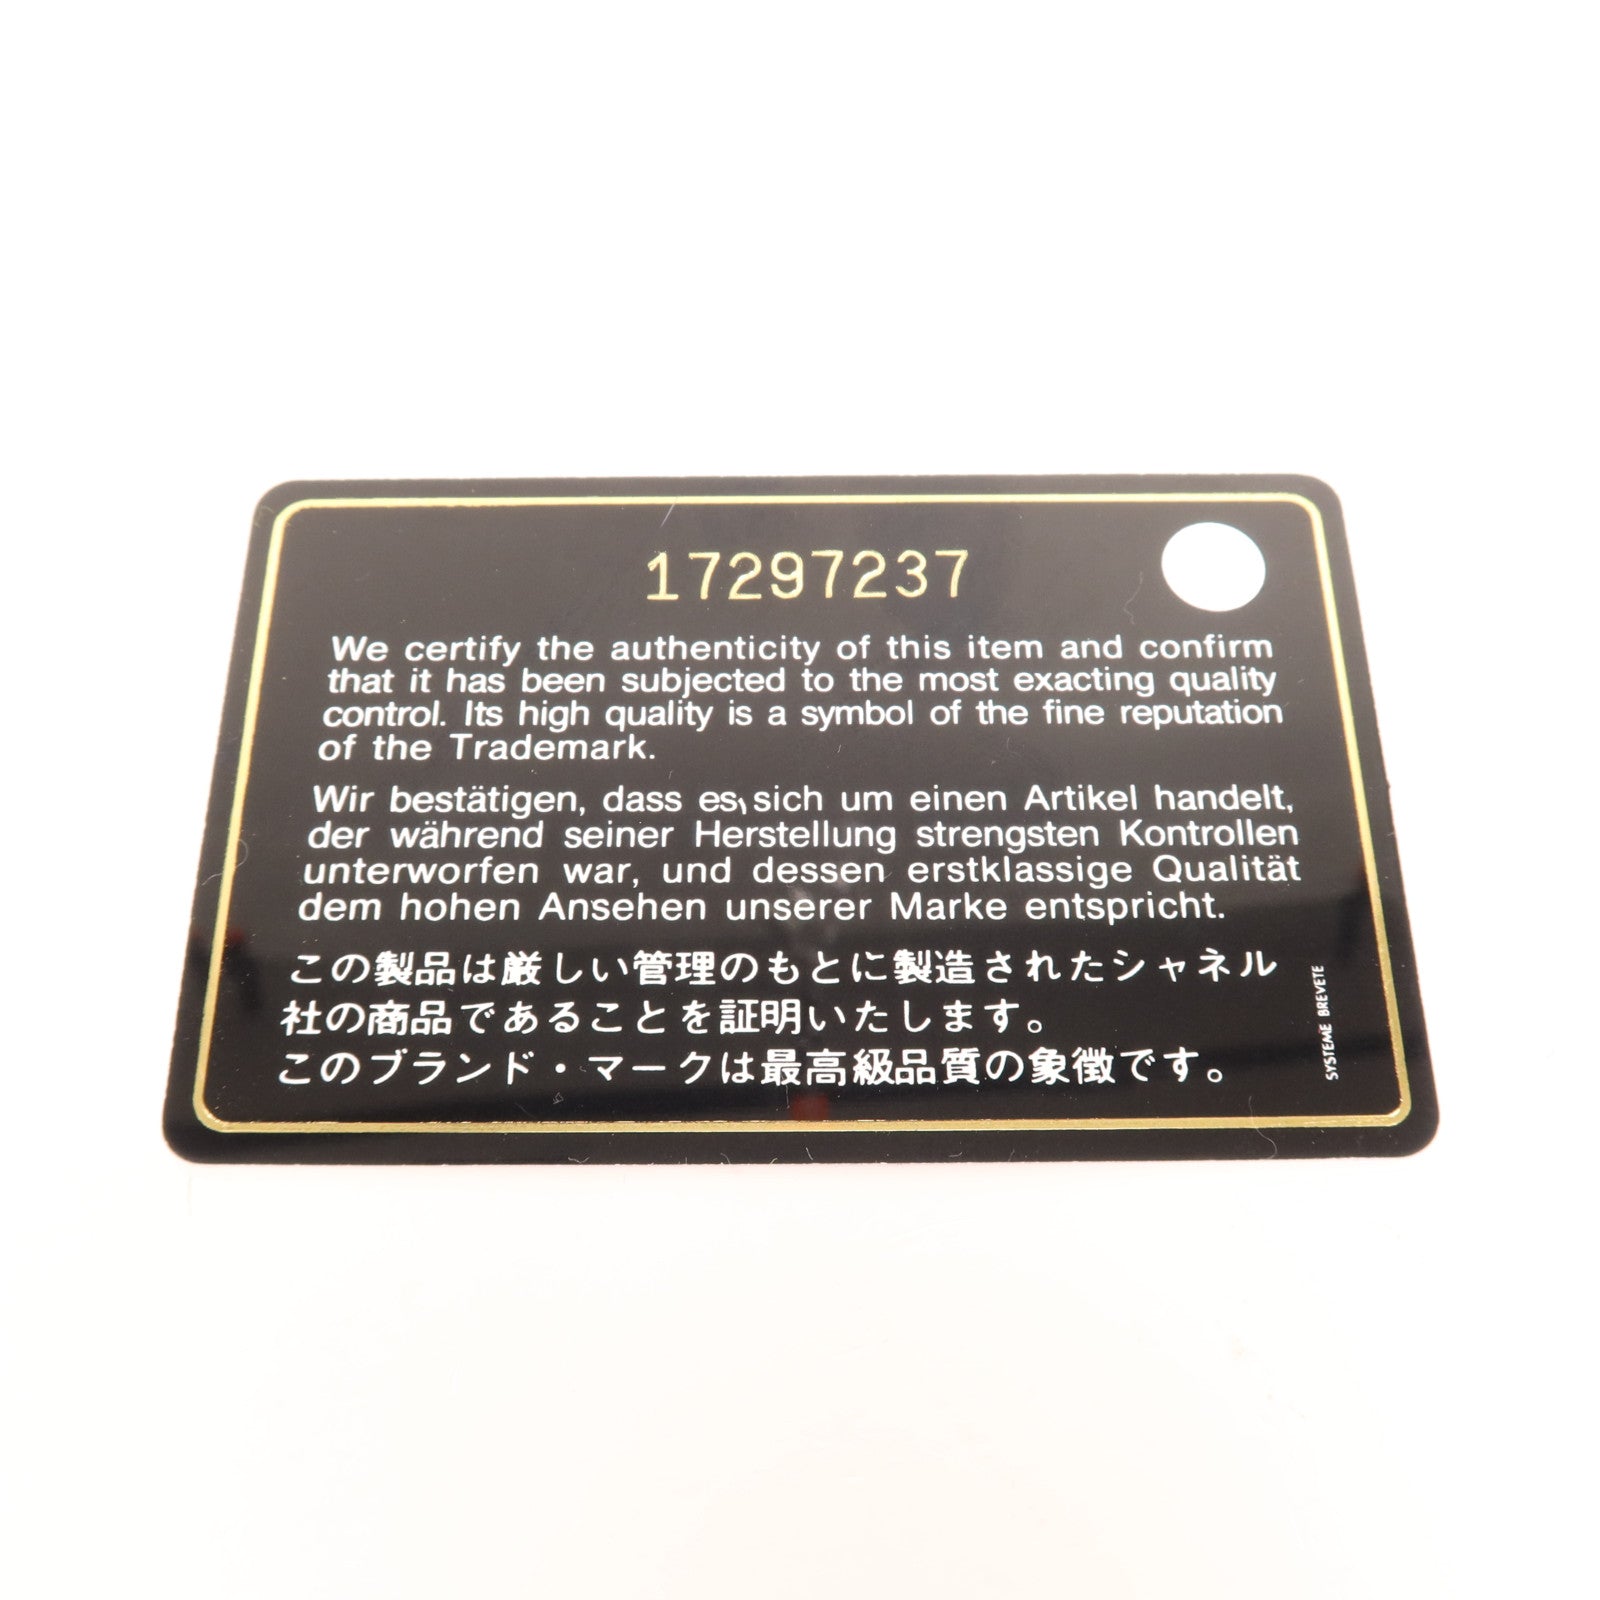 17297237
We certify the authenticity of this item and confirm
that it has been subjected to the most exacting quality
control. Its high quality is a symbol of the fine reputation
of the Trademark.
Wir bestätigen, dass es sich um einen Artikel handelt,
der während seiner Herstellung strengsten Kontrollen
unterworfen war, und dessen erstklassige Qualität
dem hohen Ansehen unserer Marke entspricht.
この製品は厳しい管理のもとに製造されたシャネル
社の商品であることを証明いたします。
このブランド・マークは最高級品質の象徴です。
SYSTEME BREVETE